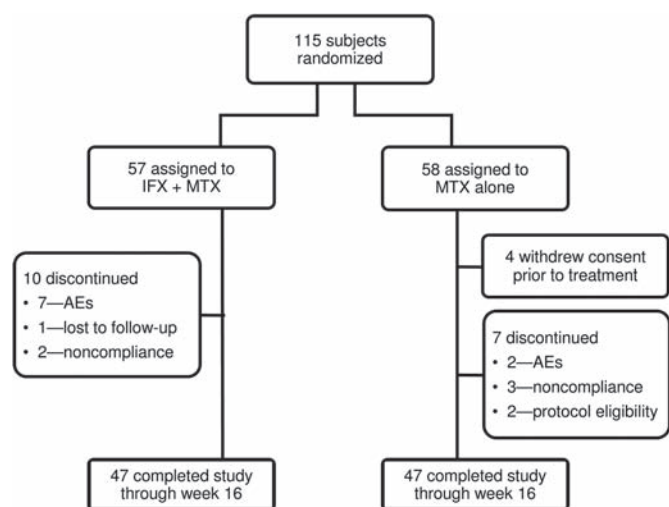 115 subjects
randomized
57 assigned to
IFX + MTX
58 assigned to
MTX alone
4 withdrew consent
prior to treatment
10 discontinued
• 7—AEs
• 1—lost to follow-up
• 2—noncompliance
7 discontinued
• 2—AEs
• 3—noncompliance
• 2—protocol eligibility
47 completed study
through week 16
47 completed study
through week 16